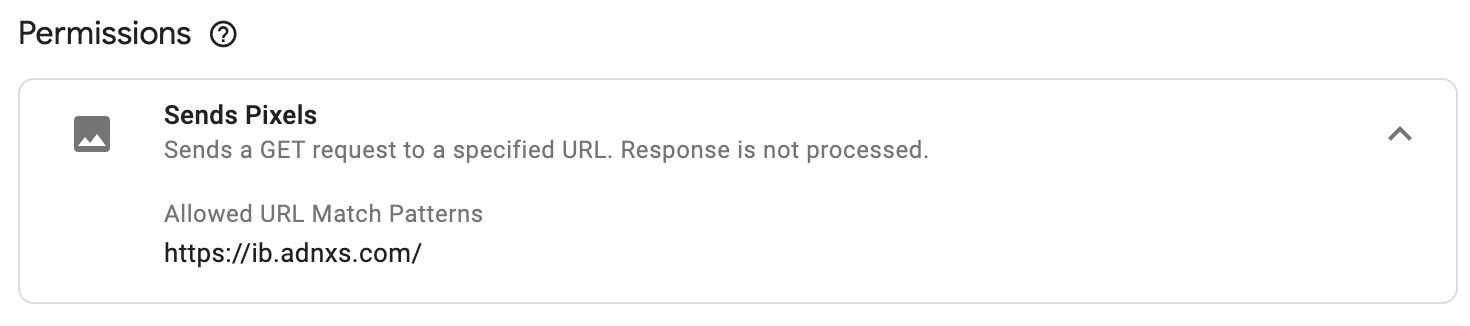 Permissions
Sends Pixels
Sends a GET request to a specified URL. Response is not processed.
Allowed URL Match Patterns
https://ib.adnxs.com/